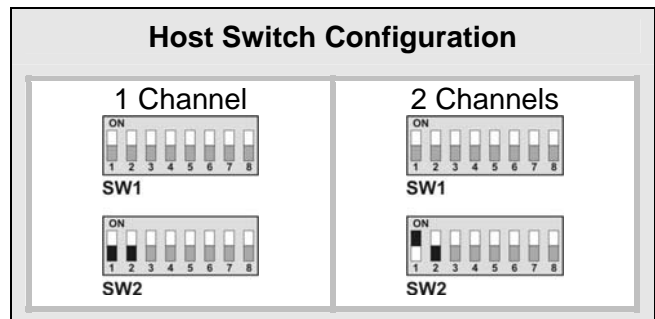 Host Switch Configuration
1 Channel
ON
1 2 3 4 5 6 7 8
SW1
ON
1 2 3 4 5 6 7 8
SW2
2 Channels
ON
1 2 3 4 5 6 7 8
SW1
ON
1 2 3 4 5 6 7 8
SW2